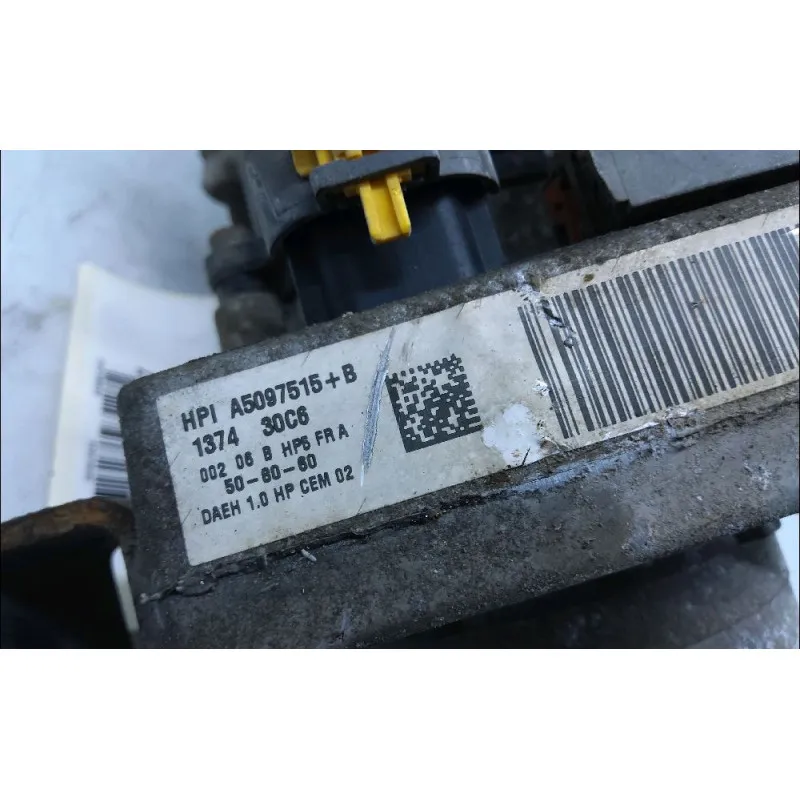 HPI A5097515+B
1374 30C6
002 06 B HP5 FR A
50-60-60
DAEH 1.0 HP CEM 02